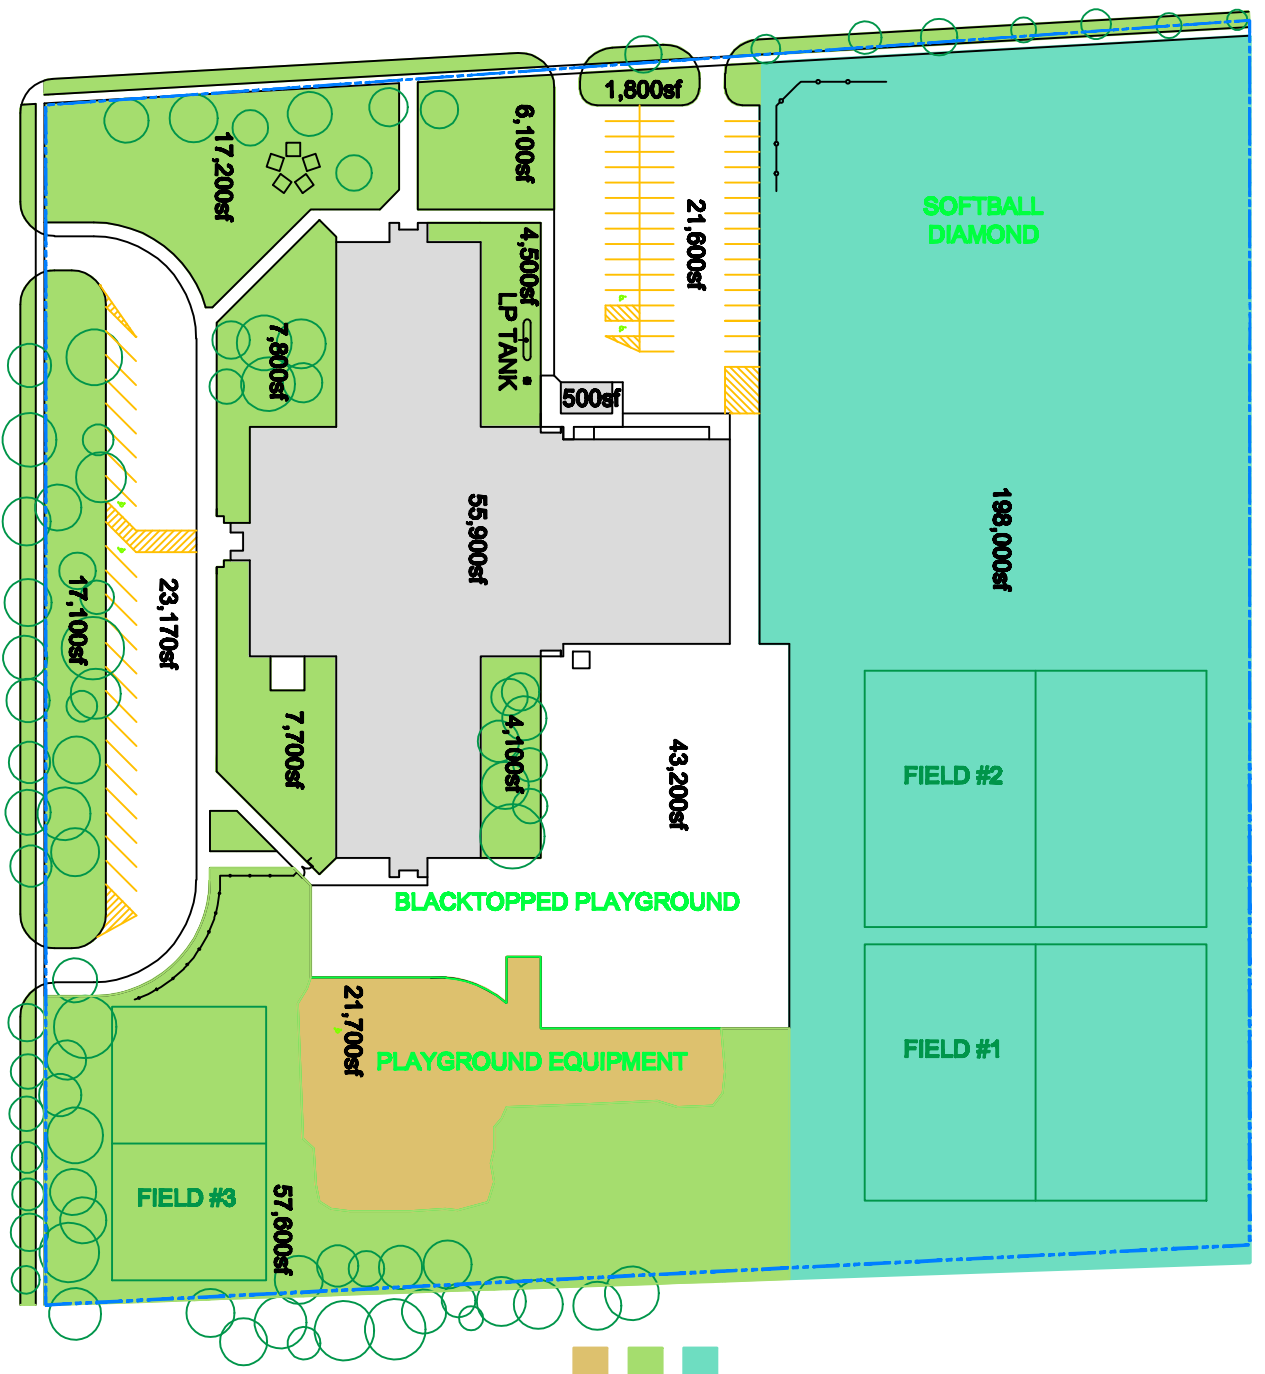 1,800sf
6,100sf
17,200sf
SOFTBALL
DIAMOND
21,600sf
4,500sf
LP TANK
7,800sf
500sf
55,900sf
198,000sf
17,100sf
23,170sf
7,700sf
4,100sf
43,200sf
FIELD #2
BLACKTOPPED PLAYGROUND
21,700sf
PLAYGROUND EQUIPMENT
FIELD #1
FIELD #3
57,600sf